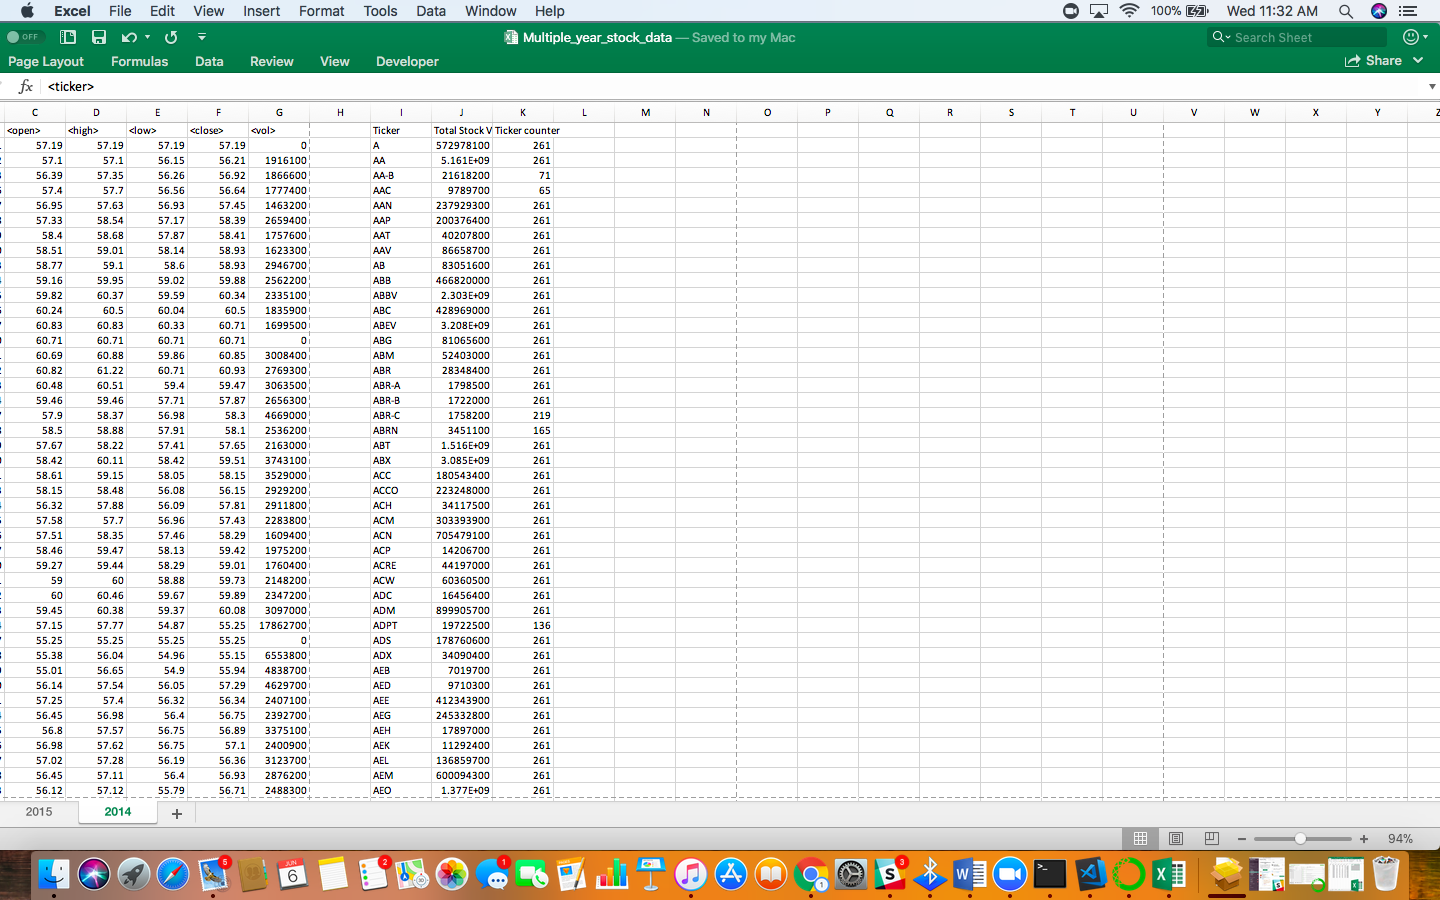 Excel File Edit View Insert Format Tools Data Window Help 100% Wed 11:32 AM
OFF Multiple_year_stock_data — Saved to my Mac Search Sheet
Page Layout Formulas Data Review View Developer Share
fx <ticker>
C D E F G H I J K L M N O P Q R S T U V W X Y Z
<open> <high> <low> <close> <vol> Ticker Total Stock V Ticker counter
57.19 57.19 57.19 57.19 0 A 572978100 261
57.1 57.1 56.15 56.21 1916100 AA 5.161E+09 261
56.39 57.35 56.26 56.92 1866600 AA-B 21618200 71
57.4 57.7 56.56 56.64 1777400 AAC 9789700 65
56.95 57.63 56.93 57.45 1463200 AAN 237929300 261
57.33 58.54 57.17 58.39 2659400 AAP 200376400 261
58.4 58.68 57.87 58.41 1757600 AAT 40207800 261
58.51 59.01 58.14 58.93 1623300 AAV 86658700 261
58.77 59.1 58.6 58.93 2946700 AB 83051600 261
59.16 59.95 59.02 59.88 2562200 ABB 466820000 261
59.82 60.37 59.59 60.34 2335100 ABBV 2.303E+09 261
60.24 60.5 60.04 60.5 1835900 ABC 428969000 261
60.83 60.83 60.33 60.71 1699500 ABEV 3.208E+09 261
60.71 60.71 60.71 60.71 0 ABG 81065600 261
60.69 60.88 59.86 60.85 3008400 ABM 52403000 261
60.82 61.22 60.71 60.93 2769300 ABR 28348400 261
60.48 60.51 59.4 59.47 3063500 ABR-A 1798500 261
59.46 59.46 57.71 57.87 2656300 ABR-B 1722000 261
57.9 58.37 56.98 58.3 4669000 ABR-C 1758200 219
58.5 58.88 57.91 58.1 2536200 ABRN 3451100 165
57.67 58.22 57.41 57.65 2163000 ABT 1.516E+09 261
58.42 60.11 58.42 59.51 3743100 ABX 3.085E+09 261
58.61 59.15 58.05 58.15 3529000 ACC 180543400 261
58.15 58.48 56.08 56.15 2929200 ACCO 223248000 261
56.32 57.88 56.09 57.81 2911800 ACH 34117500 261
57.58 57.7 56.96 57.43 2283800 ACM 303393900 261
57.51 58.35 57.46 58.29 1609400 ACN 705479100 261
58.46 59.47 58.13 59.42 1975200 ACP 14206700 261
59.27 59.44 58.29 59.01 1760400 ACRE 44197000 261
59 60 58.88 59.73 2148200 ACW 60360500 261
60 60.46 59.67 59.89 2347200 ADC 16456400 261
59.45 60.38 59.37 60.08 3097000 ADM 899905700 261
57.15 57.77 54.87 55.25 17862700 ADPT 19722500 136
55.25 55.25 55.25 55.25 0 ADS 178760600 261
55.38 56.04 54.96 55.15 6553800 ADX 34090400 261
55.01 56.65 54.9 55.94 4838700 AEB 7019700 261
56.14 57.54 56.05 57.29 4629700 AED 9710300 261
57.25 57.4 56.32 56.34 2407100 AEE 412343900 261
56.45 56.98 56.4 56.75 2392700 AEG 245332800 261
56.8 57.57 56.75 56.89 3375100 AEH 17897000 261
56.98 57.62 56.75 57.1 2400900 AEK 11292400 261
57.02 57.28 56.19 56.36 3123700 AEL 136859700 261
56.45 57.11 56.4 56.93 2876200 AEM 600094300 261
56.12 57.12 55.79 56.71 2488300 AEO 1.377E+09 261
2015 2014 +
94%
5 JUN 6 2 1 1 3